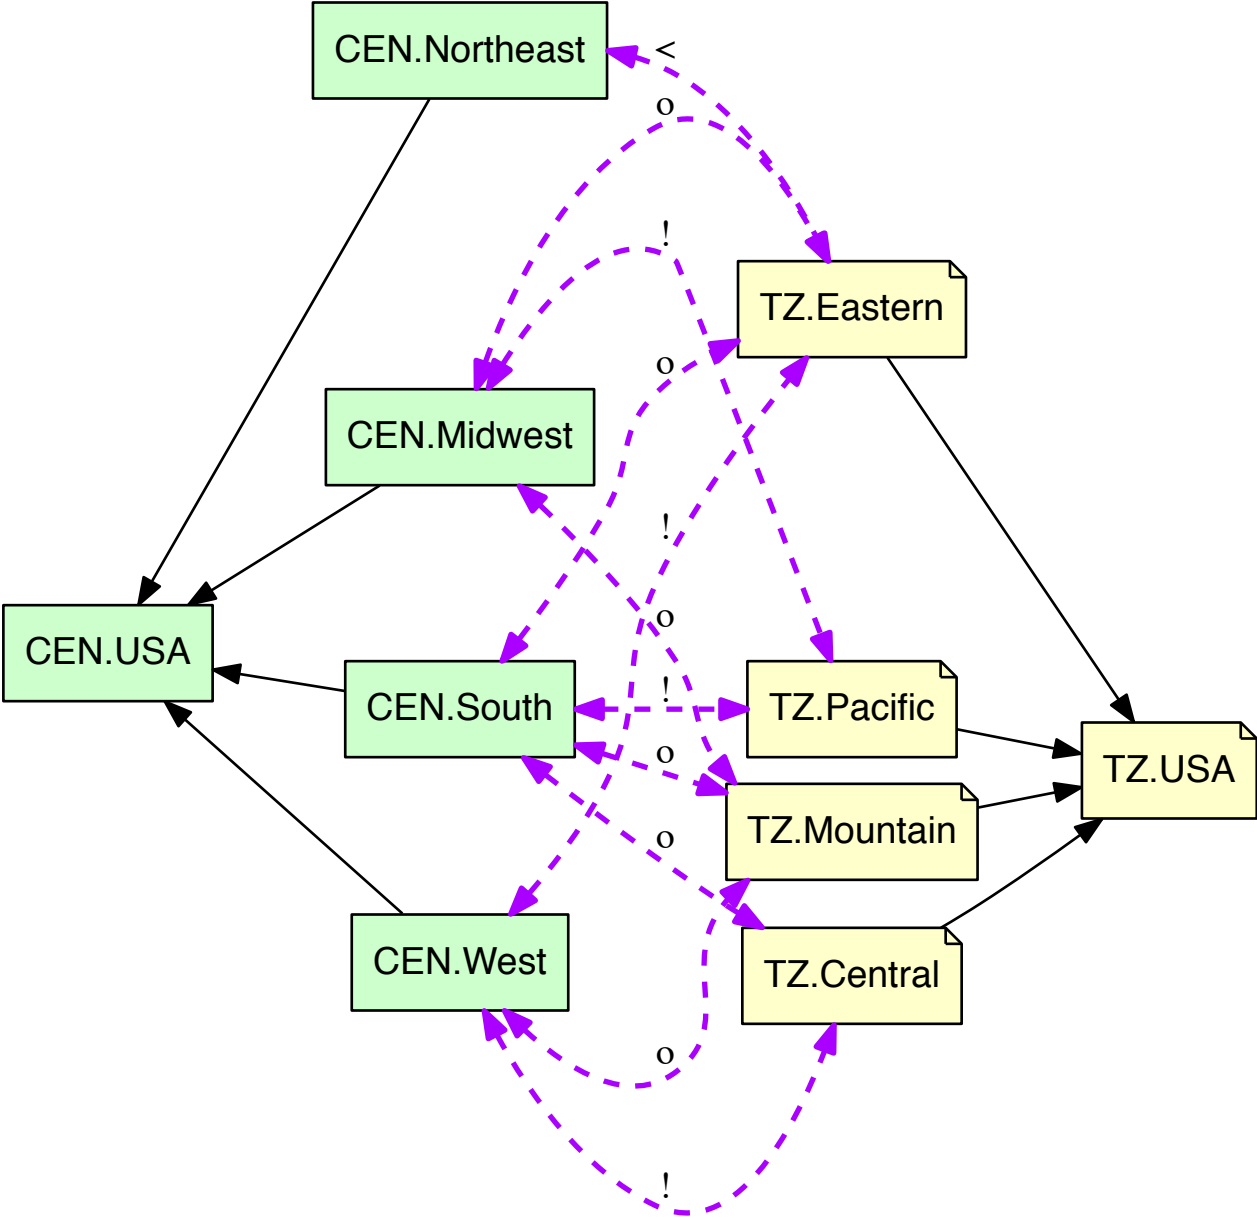 CEN.Northeast
<
o
!
TZ.Eastern
o
CEN.Midwest
!
o
CEN.USA
CEN.South
!
TZ.Pacific
o
TZ.USA
TZ.Mountain
o
CEN.West
TZ.Central
o
!